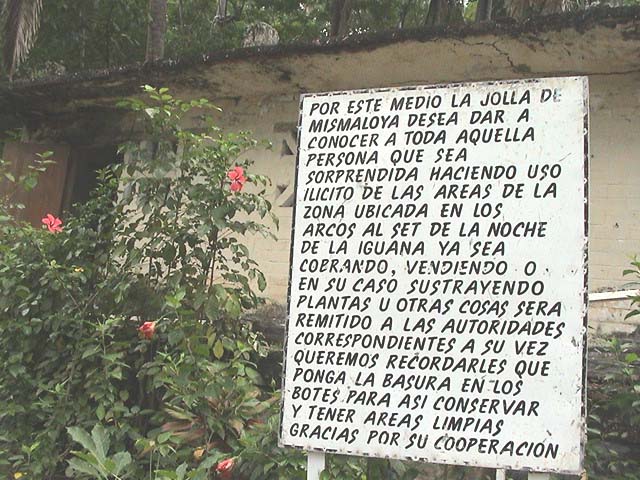 POR ESTE MEDIO LA JOLLA DE
MISMALOYA DESEA DAR A
CONOCER A TODA AQUELLA
PERSONA QUE SEA
SORPRENDIDA HACIENDO USO
ILICITO DE LAS AREAS DE LA
ZONA UBICADA EN LOS
ARCOS AL SET DE LA NOCHE
DE LA IGUANA YA SEA
COBRANDO, VENDIENDO O
EN SU CASO SUSTRAYENDO
PLANTAS U OTRAS COSAS SERA
REMITIDO A LAS AUTORIDADES
CORRESPONDIENTES A SU VEZ
QUEREMOS RECORDARLES QUE
PONGA LA BASURA EN LOS
BOTES PARA ASI CONSERVAR
Y TENER AREAS LIMPIAS
GRACIAS POR SU COOPERACION